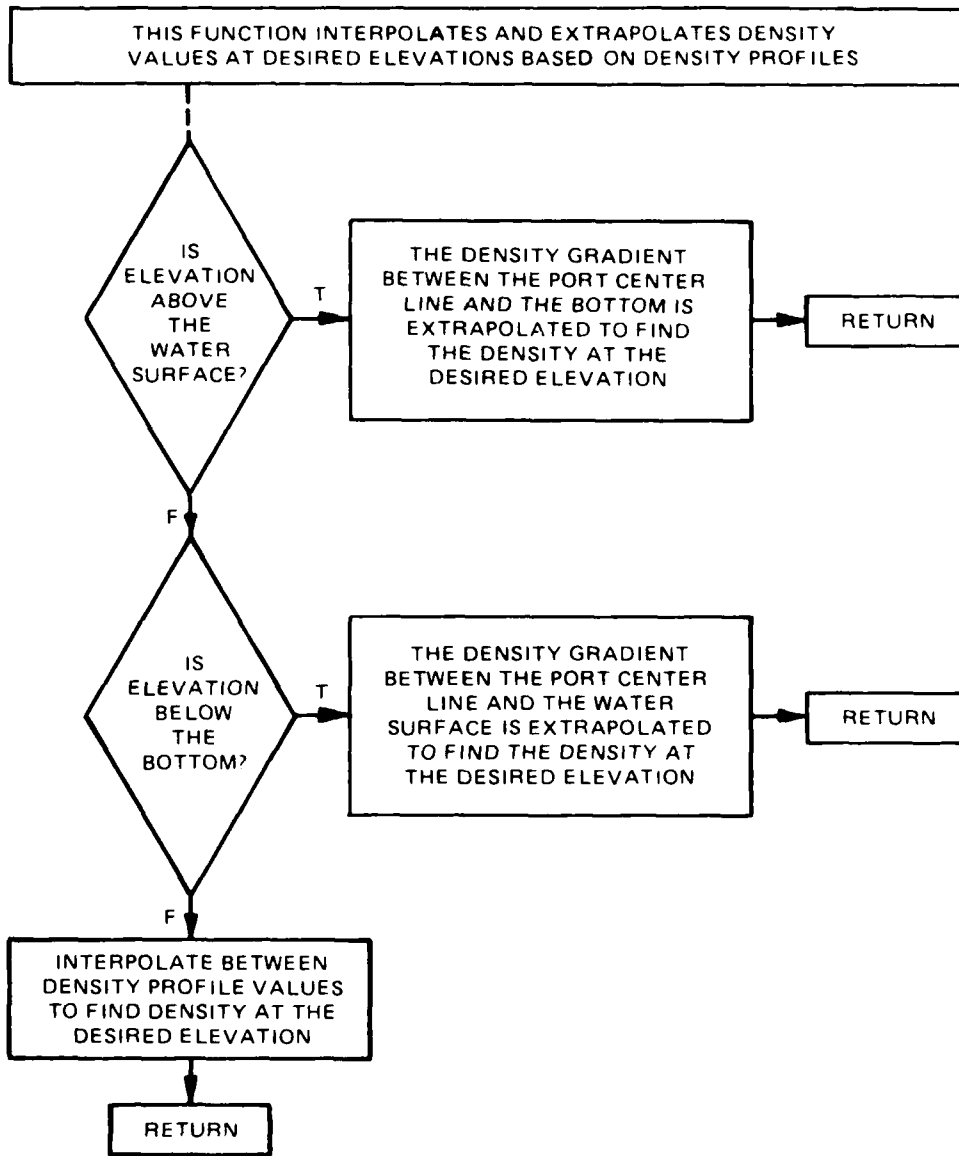 THIS FUNCTION INTERPOLATES AND EXTRAPOLATES DENSITY
VALUES AT DESIRED ELEVATIONS BASED ON DENSITY PROFILES
IS
ELEVATION
ABOVE
THE
WATER
SURFACE?
T
THE DENSITY GRADIENT
BETWEEN THE PORT CENTER
LINE AND THE BOTTOM IS
EXTRAPOLATED TO FIND
THE DENSITY AT THE
DESIRED ELEVATION
RETURN
F
IS
ELEVATION
BELOW
THE
BOTTOM?
T
THE DENSITY GRADIENT
BETWEEN THE PORT CENTER
LINE AND THE WATER
SURFACE IS EXTRAPOLATED
TO FIND THE DENSITY AT
THE DESIRED ELEVATION
RETURN
F
INTERPOLATE BETWEEN
DENSITY PROFILE VALUES
TO FIND DENSITY AT THE
DESIRED ELEVATION
RETURN